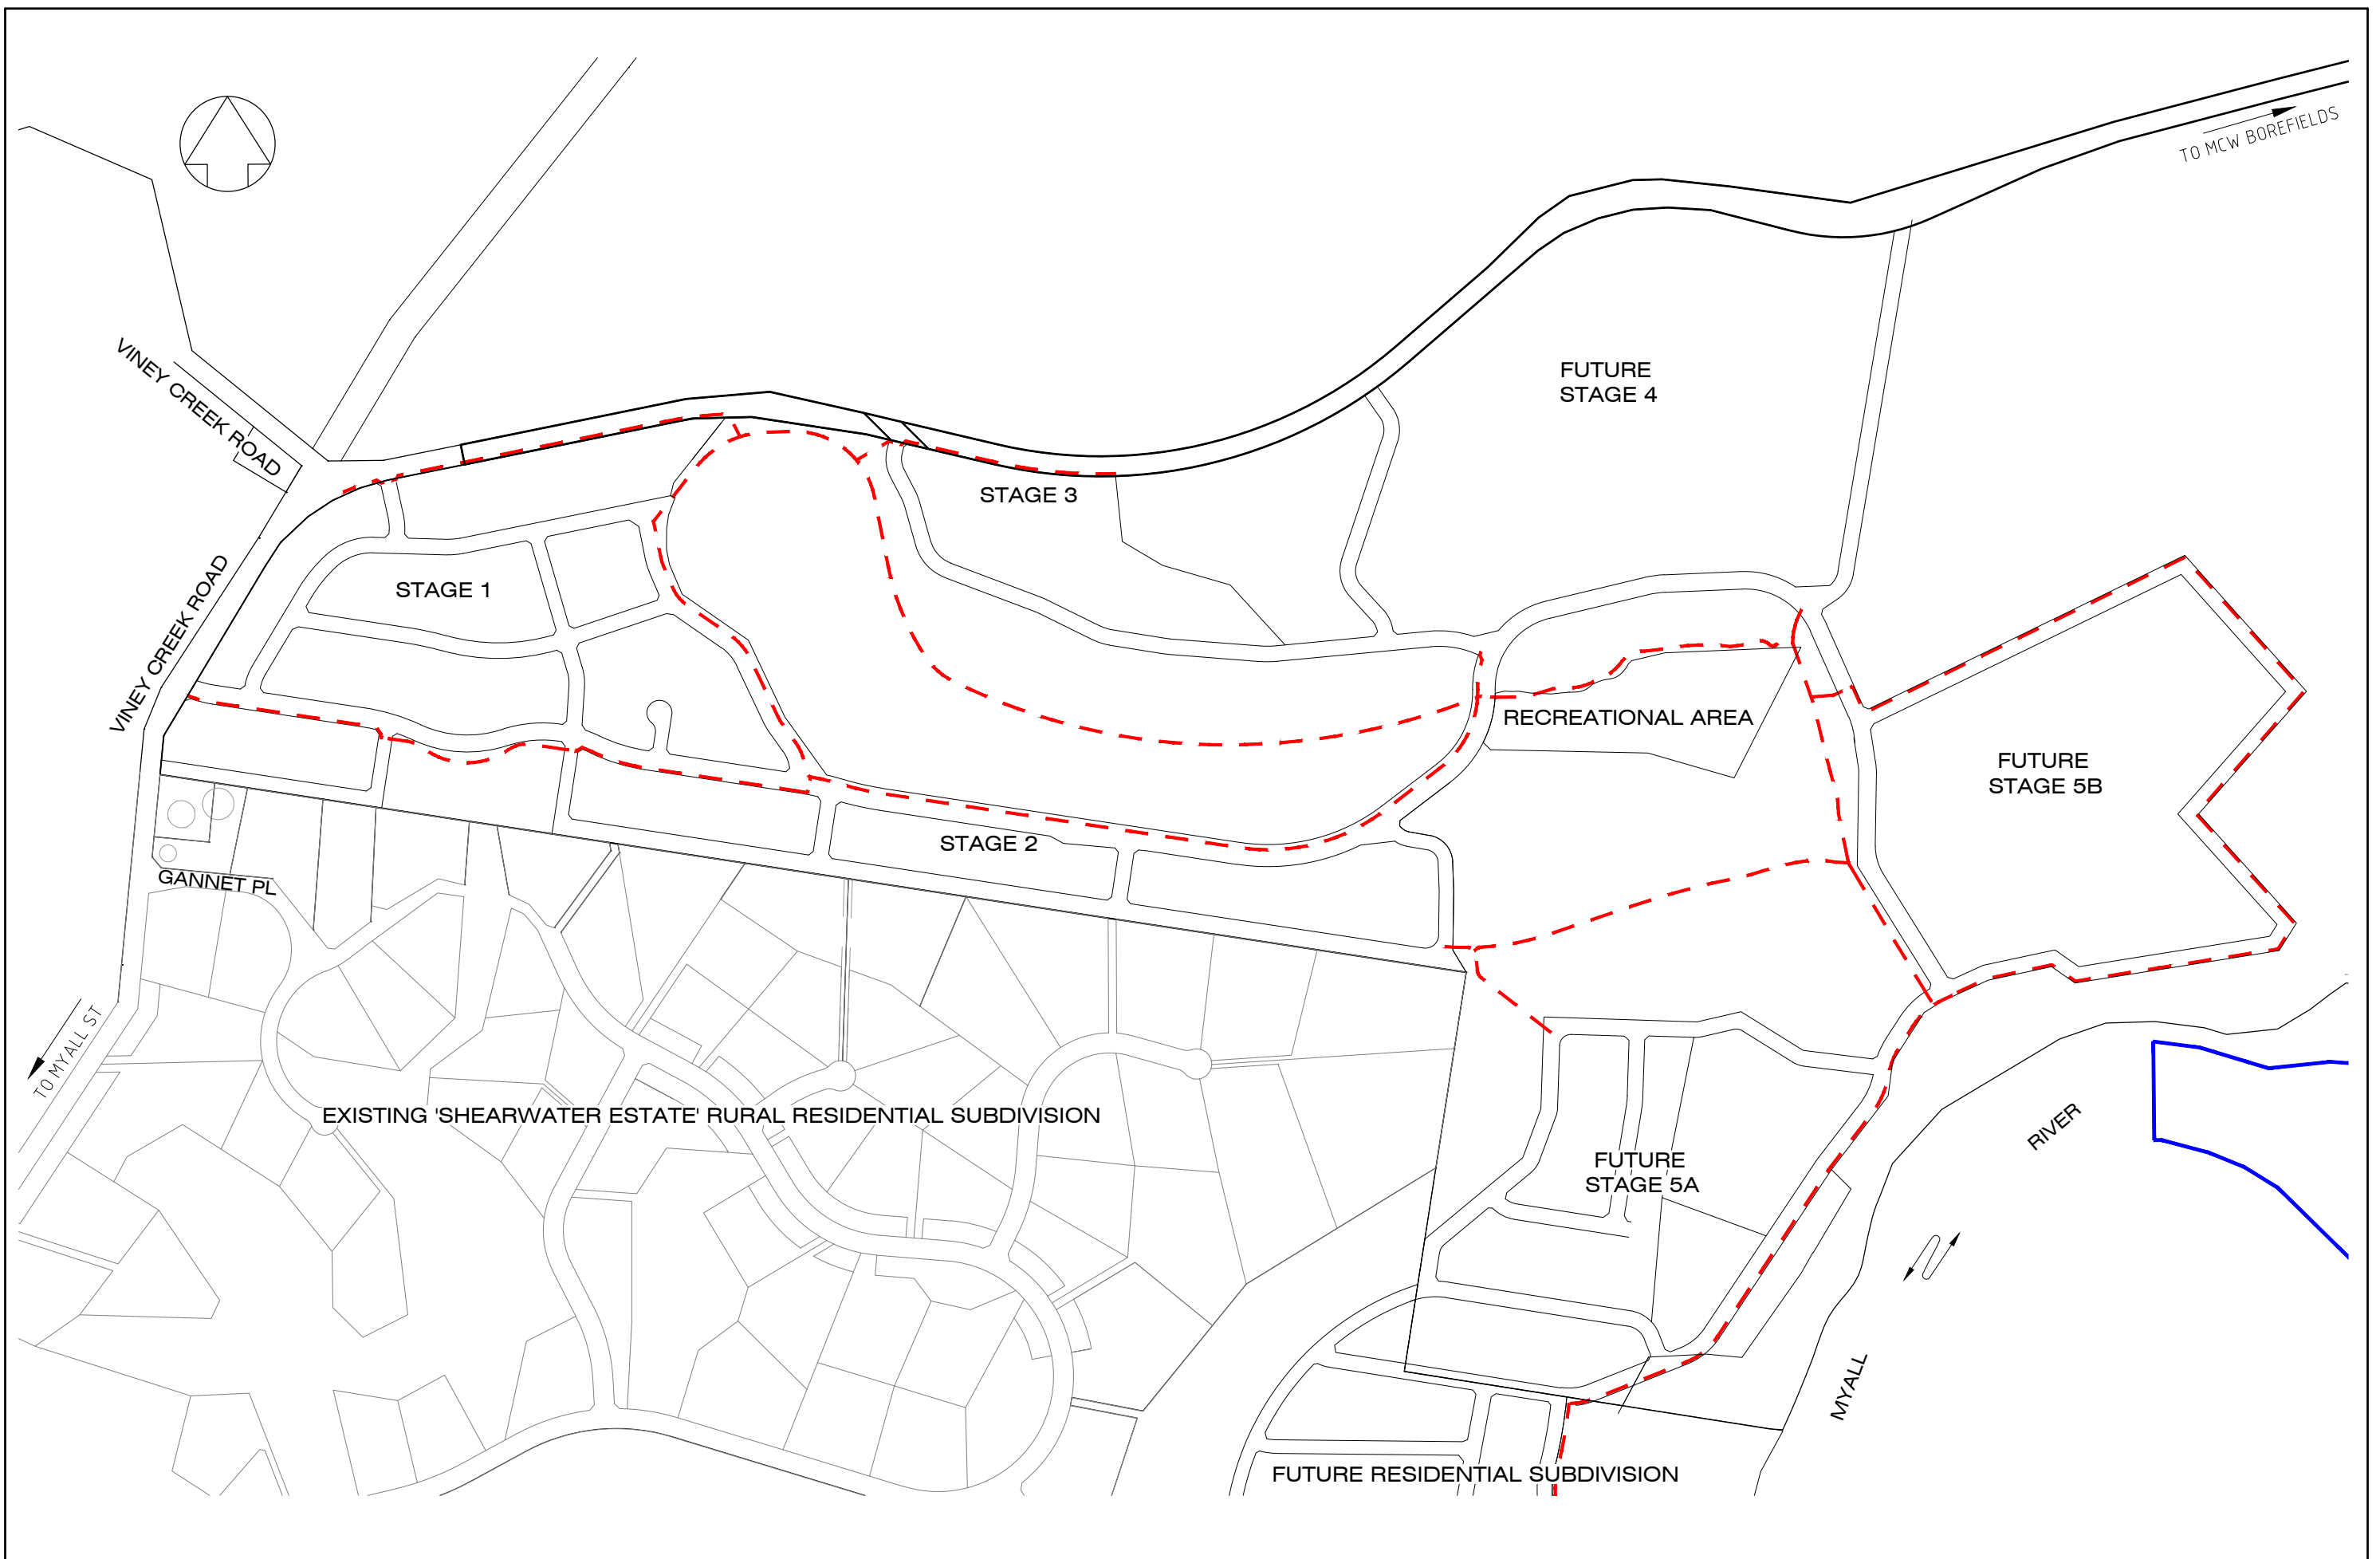 TO MCW BOREFIELDS
VINEY CREEK ROAD
FUTURE
STAGE 4
STAGE 3
STAGE 1
VINEY CREEK ROAD
RECREATIONAL AREA
FUTURE
STAGE 5B
STAGE 2
GANNET PL
TO MYALL ST
EXISTING 'SHEARWATER ESTATE' RURAL RESIDENTIAL SUBDIVISION
RIVER
FUTURE
STAGE 5A
MYALL
FUTURE RESIDENTIAL SUBDIVISION